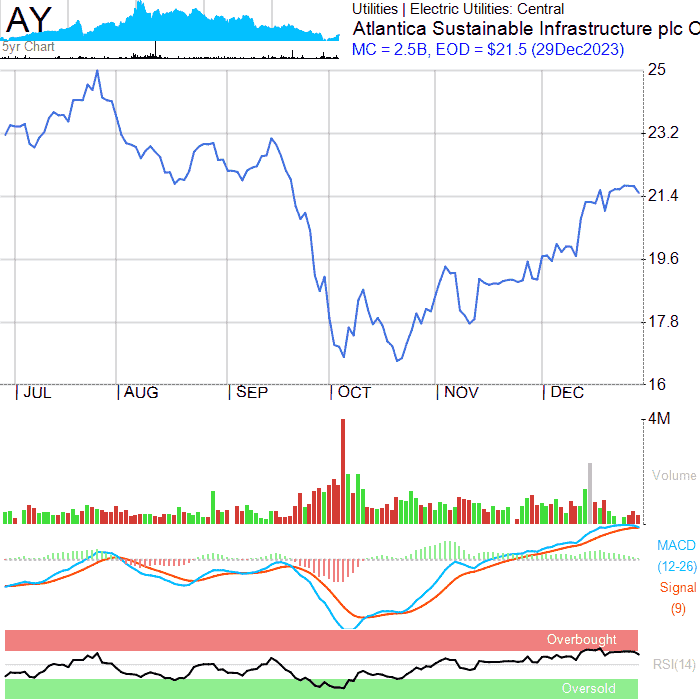 AY
5yr Chart
Utilities | Electric Utilities: Central
Atlantica Sustainable Infrastructure plc O
MC = 2.5B, EOD = $21.5 (29Dec2023)
25
23.2
21.4
19.6
17.8
16
JUL
AUG
SEP
OCT
NOV
DEC
4M
Volume
MACD
(12-26)
Signal
(9)
Overbought
RSI(14)
Oversold